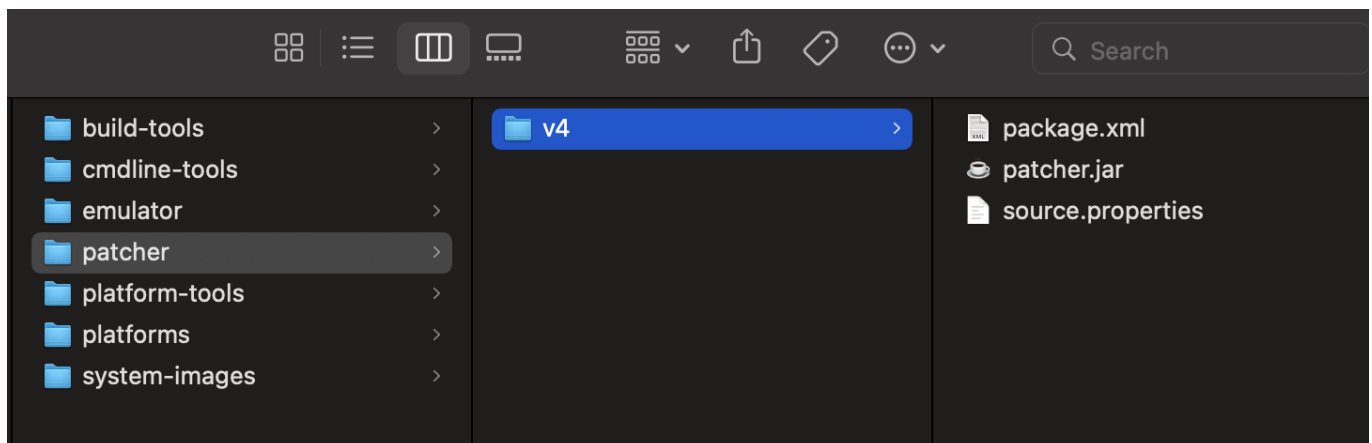 Search
build-tools
cmdline-tools
emulator
patcher
platform-tools
platforms
system-images
v4
package.xml
patcher.jar
source.properties